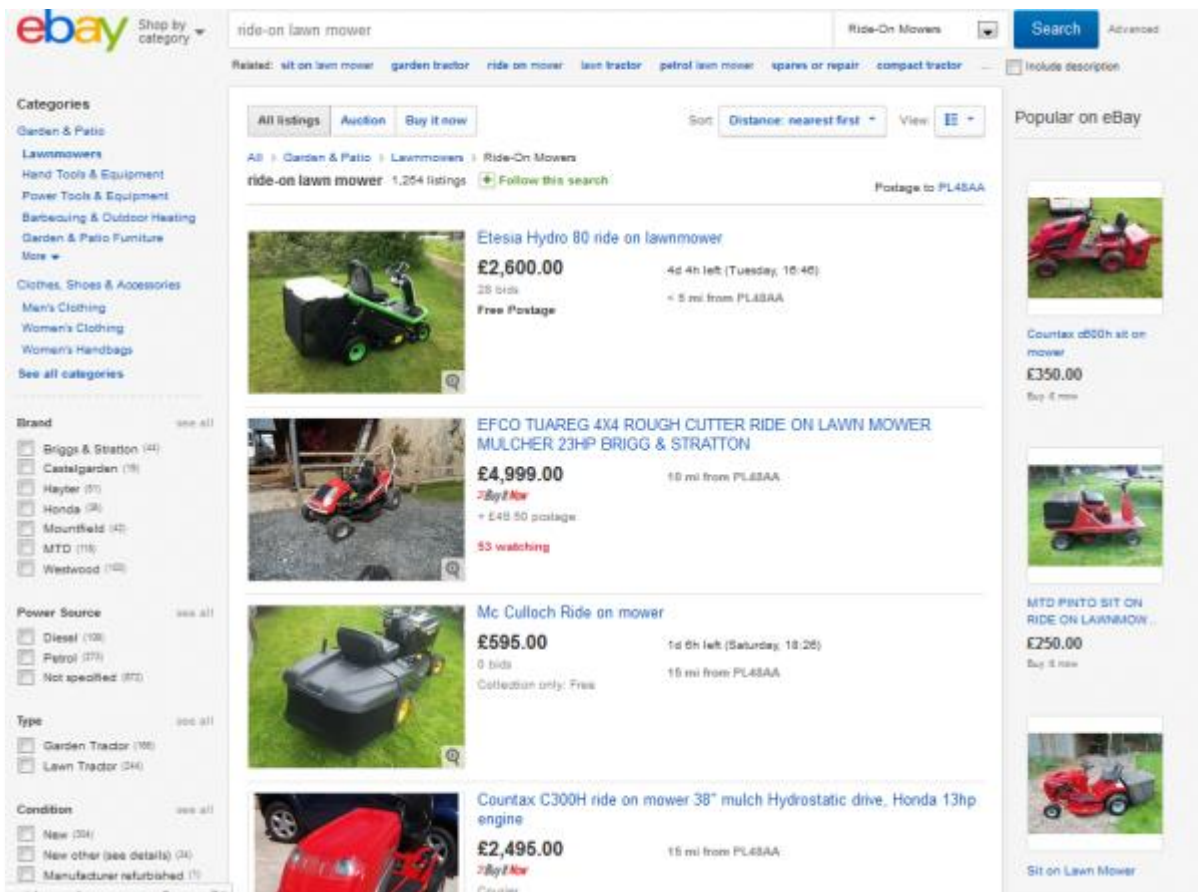 ebay
Shop by
category
ride-on lawn mower
Ride-On Mowers
Search
Advanced
Related: sit on lawn mower garden tractor ride on mower lawn tractor petrol lawn mower spares or repair compact tractor ...
Include description
Categories
Garden & Patio
Lawnmowers
Hand Tools & Equipment
Power Tools & Equipment
Barbecuing & Outdoor Heating
Garden & Patio Furniture
More
Clothes, Shoes & Accessories
Men's Clothing
Women's Clothing
Women's Handbags
See all categories
Brand see all
Briggs & Stratton (44)
Castelgarden
Hayter
Honda
Mountfield (42)
MTD
Westwood
Power Source see all
Diesel
Petrol
Not specified
Type see all
Garden Tractor
Lawn Tractor (244)
Condition see all
New
New other (see details)
Manufacturer refurbished
All listings Auction Buy it now
Sort: Distance: nearest first View:
All > Garden & Patio > Lawnmowers > Ride-On Mowers
ride-on lawn mower 1,254 listings + Follow this search
Postage to PL48AA
Etesia Hydro 80 ride on lawnmower
£2,600.00
4d 4h left (Tuesday, 16:46)
28 bids
< 5 mi from PL48AA
Free Postage
EFCO TUAREG 4X4 ROUGH CUTTER RIDE ON LAWN MOWER
MULCHER 23HP BRIGG & STRATTON
£4,999.00
10 mi from PL48AA
Buy It Now
+ £48.50 postage
53 watching
Mc Culloch Ride on mower
£595.00
1d 6h left (Saturday, 18:26)
0 bids
15 mi from PL48AA
Collection only: Free
Countax C300H ride on mower 38" mulch Hydrostatic drive, Honda 13hp
engine
£2,495.00
15 mi from PL48AA
Buy It Now
Courier
Popular on eBay
Countax c600h sit on
mower
£350.00
Buy it now
MTD PINTO SIT ON
RIDE ON LAWNMOW...
£250.00
Buy it now
Sit on Lawn Mower